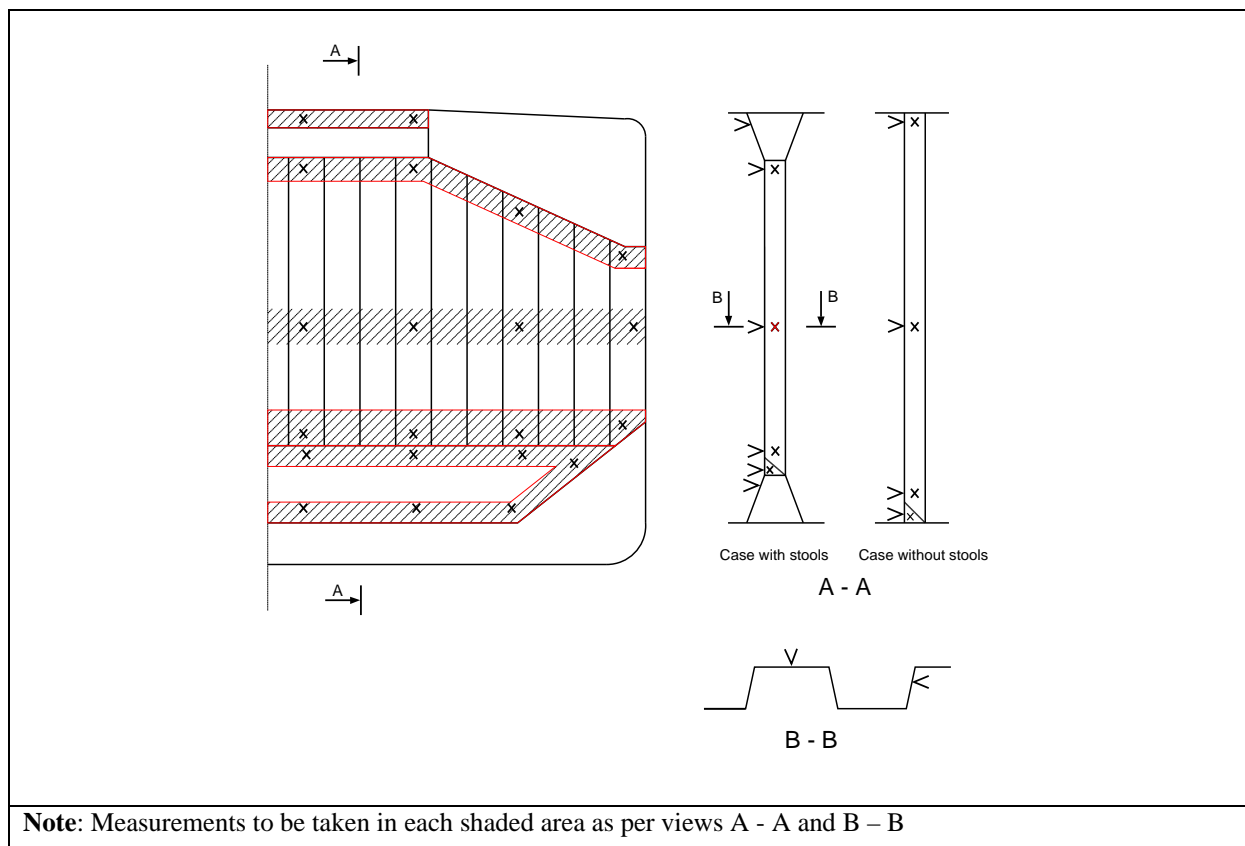 A
B
B
Case with stools
Case without stools
A - A
A
B - B
Note: Measurements to be taken in each shaded area as per views A - A and B – B